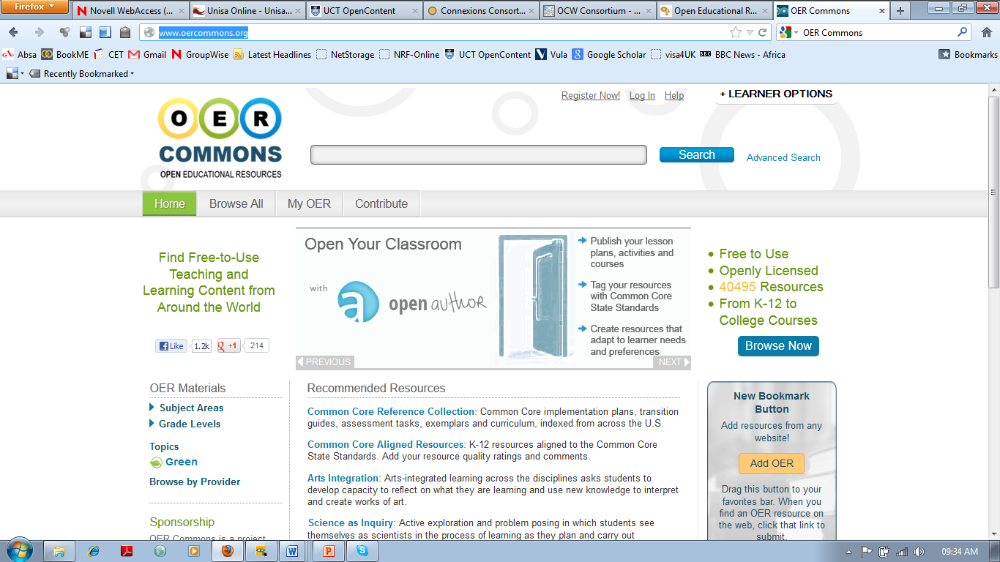 Firefox
Novell WebAccess (...
Unisa Online - Unisa...
UCT OpenContent
Connexions Consort...
OCW Consortium - ...
Open Educational R...
OER Commons
www.oercommons.org
OER Commons
Absa
BookME
CET
Gmail
GroupWise
Latest Headlines
NetStorage
NRF-Online
UCT OpenContent
Vula
Google Scholar
visa4UK
BBC News - Africa
Bookmarks
Recently Bookmarked
Register Now!
Log In
Help
+ LEARNER OPTIONS
OER
COMMONS
OPEN EDUCATIONAL RESOURCES
Search
Advanced Search
Home
Browse All
My OER
Contribute
Find Free-to-Use
Teaching and
Learning Content from
Around the World
Like
1.2k
+1
214
Open Your Classroom
with
a
open author
Publish your lesson
plans, activities and
courses
Tag your resources
with Common Core
State Standards
Create resources that
adapt to learner needs
and preferences
PREVIOUS
NEXT
Free to Use
Openly Licensed
40495 Resources
From K-12 to
College Courses
Browse Now
OER Materials
Subject Areas
Grade Levels
Topics
Green
Browse by Provider
Sponsorship
OER Commons is a project
Recommended Resources
Common Core Reference Collection: Common Core implementation plans, transition
guides, assessment tasks, exemplars and curriculum, indexed from across the U.S.
Common Core Aligned Resources: K-12 resources aligned to the Common Core
State Standards. Add your resource quality ratings and comments.
Arts Integration: Arts-integrated learning across the disciplines asks students to
develop capacity to reflect on what they are learning and use new knowledge to interpret
and create works of art.
Science as Inquiry: Active exploration and problem posing in which students see
themselves as scientists in the process of learning as they plan and carry out
New Bookmark
Button
Add resources from any
website!
Add OER
Drag this button to your
favorites bar. When you
find an OER resource on
the web, click that link to
submit.
09:34 AM